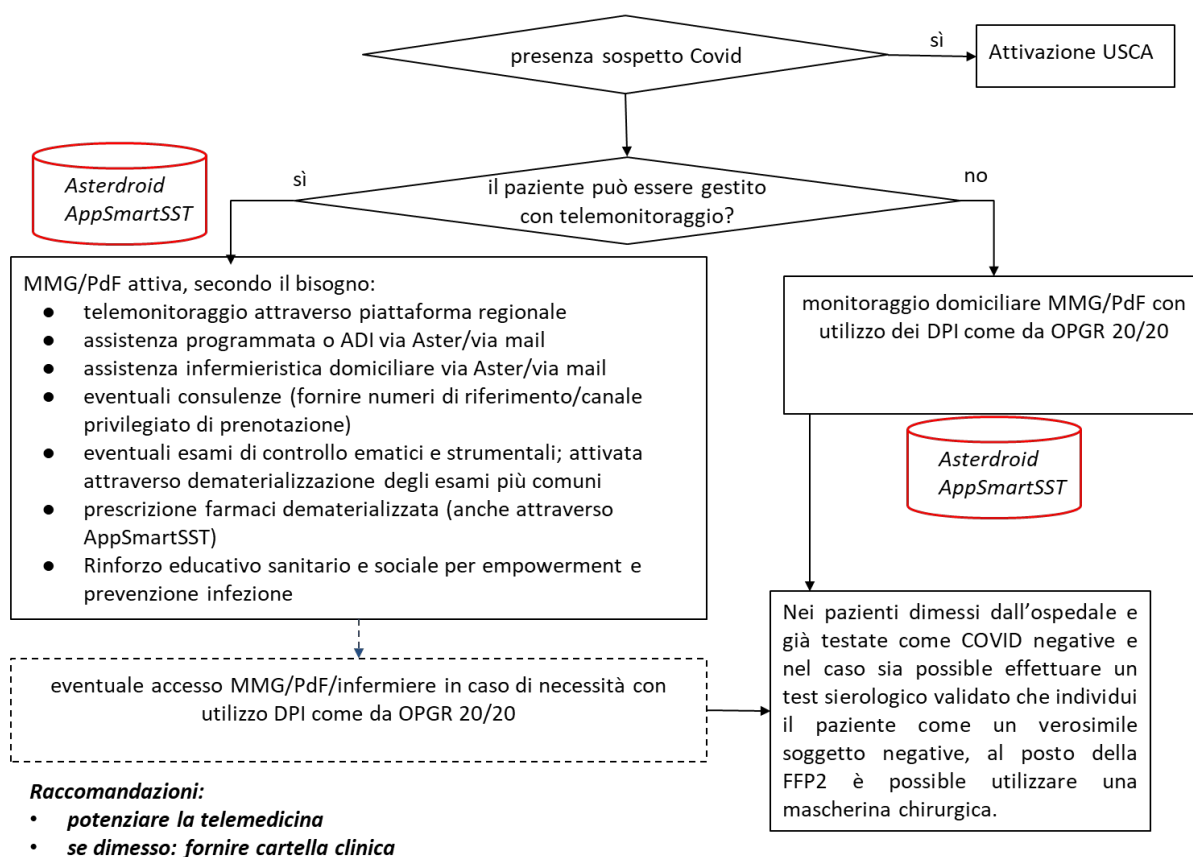 presenza sospetto Covid
sì
Attivazione USCA
Asterdroid
AppSmartSST
sì
il paziente può essere gestito
con telemonitoraggio?
no
MMG/PdF attiva, secondo il bisogno:
● telemonitoraggio attraverso piattaforma regionale
● assistenza programmata o ADI via Aster/via mail
● assistenza infermieristica domiciliare via Aster/via mail
● eventuali consulenze (fornire numeri di riferimento/canale
privilegiato di prenotazione)
● eventuali esami di controllo ematici e strumentali; attivata
attraverso dematerializzazione degli esami più comuni
● prescrizione farmaci dematerializzata (anche attraverso
AppSmartSST)
● Rinforzo educativo sanitario e sociale per empowerment e
prevenzione infezione
monitoraggio domiciliare MMG/PdF con
utilizzo dei DPI come da OPGR 20/20
Asterdroid
AppSmartSST
eventuale accesso MMG/PdF/infermiere in caso di necessità con
utilizzo DPI come da OPGR 20/20
Nei pazienti dimessi dall'ospedale e
già testate come COVID negative e
nel caso sia possible effettuare un
test sierologico validato che individui
il paziente come un verosimile
soggetto negative, al posto della
FFP2 è possible utilizzare una
mascherina chirurgica.
Raccomandazioni:
• potenziare la telemedicina
• se dimesso: fornire cartella clinica